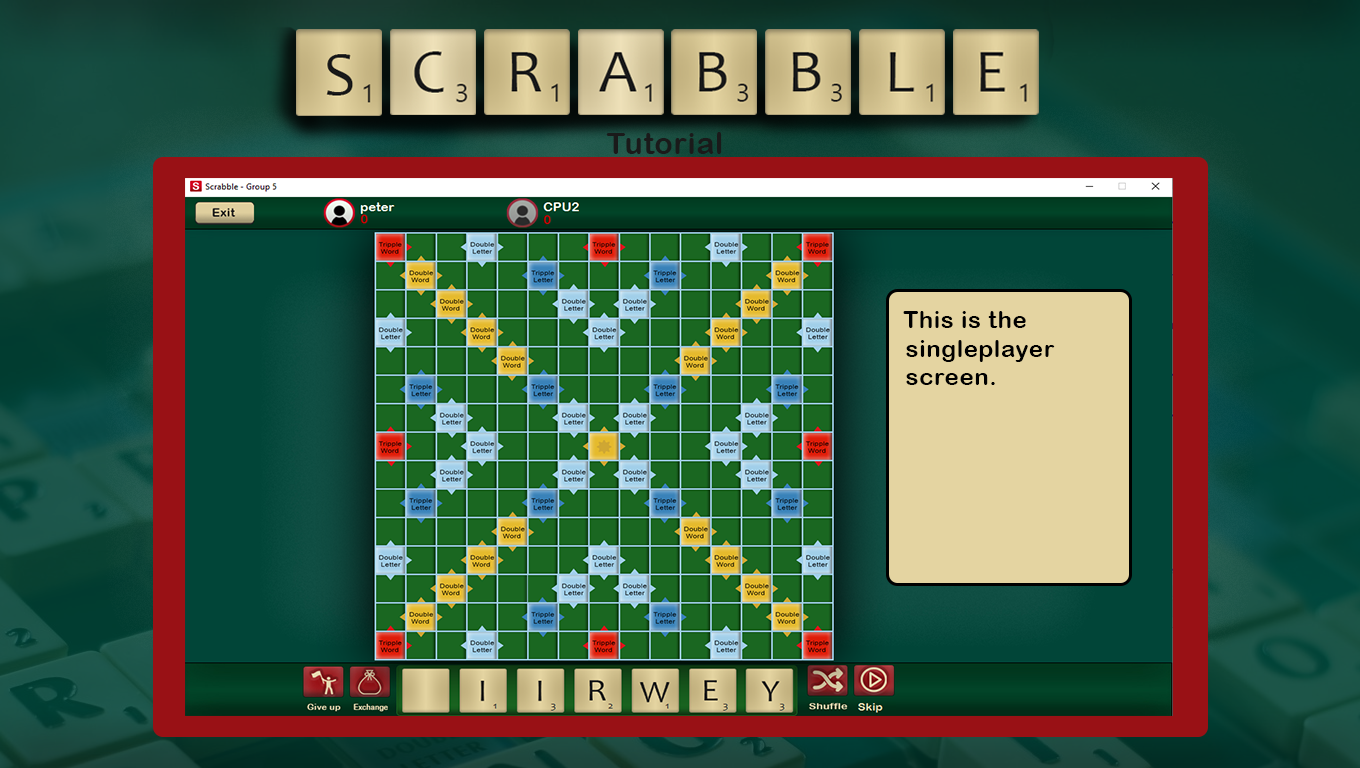 S1 C3 R1 A1 B3 B3 L1 E1
Tutorial
S Scrabble - Group 5
Exit
peter
0
CPU2
0
Tripple Double Tripple Double Tripple
Word Letter Word Letter Word
Double Tripple Tripple Double
Word Letter Letter Word
Double Double Double Double
Word Letter Letter Word
Double Double Double Double Double
Letter Word Letter Word Letter
Double Double
Word Word
Tripple Tripple Tripple Tripple
Letter Letter Letter Letter
Double Double Double Double
Letter Letter Letter Letter
Tripple Double Double Tripple
Word Letter Letter Word
Double Double Double Double
Letter Letter Letter Letter
Tripple Tripple Tripple Tripple
Letter Letter Letter Letter
Double Double
Word Word
Double Double Double Double Double
Letter Word Letter Word Letter
Double Double Double Double
Word Letter Letter Word
Double Tripple Tripple Double
Word Letter Letter Word
Tripple Double Tripple Double Tripple
Word Letter Word Letter Word
This is the
singleplayer
screen.
Give up
Exchange
I1 I3 R2 W1 E3 Y3
Shuffle
Skip